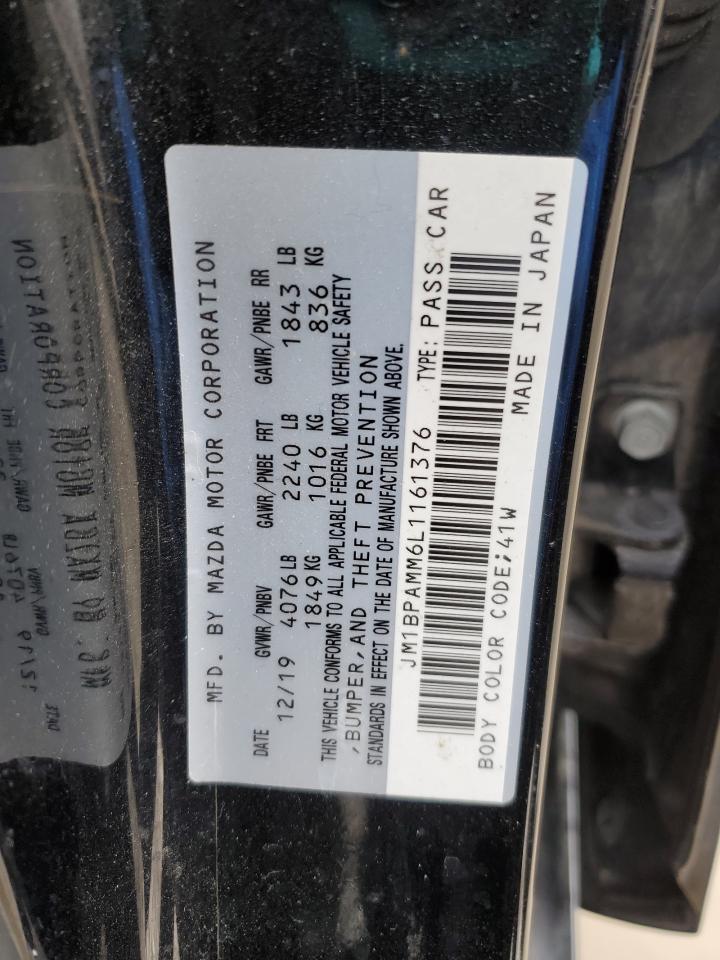 MFD. BY MAZDA MOTOR CORPORATION
DATE GVWR/PNBV GAWR/PNBE FRT GAWR/PNBE RR
12/19 4076LB 2240 LB 1843 LB
1849KG 1016 KG 836 KG
THIS VEHICLE CONFORMS TO ALL APPLICABLE FEDERAL MOTOR VEHICLE SAFETY
,BUMPER,AND THEFT PREVENTION
STANDARDS IN EFFECT ON THE DATE OF MANUFACTURE SHOWN ABOVE.
JM1BPAMM6L1161376 TYPE: PASS CAR
BODY COLOR CODE;41W MADE IN JAPAN